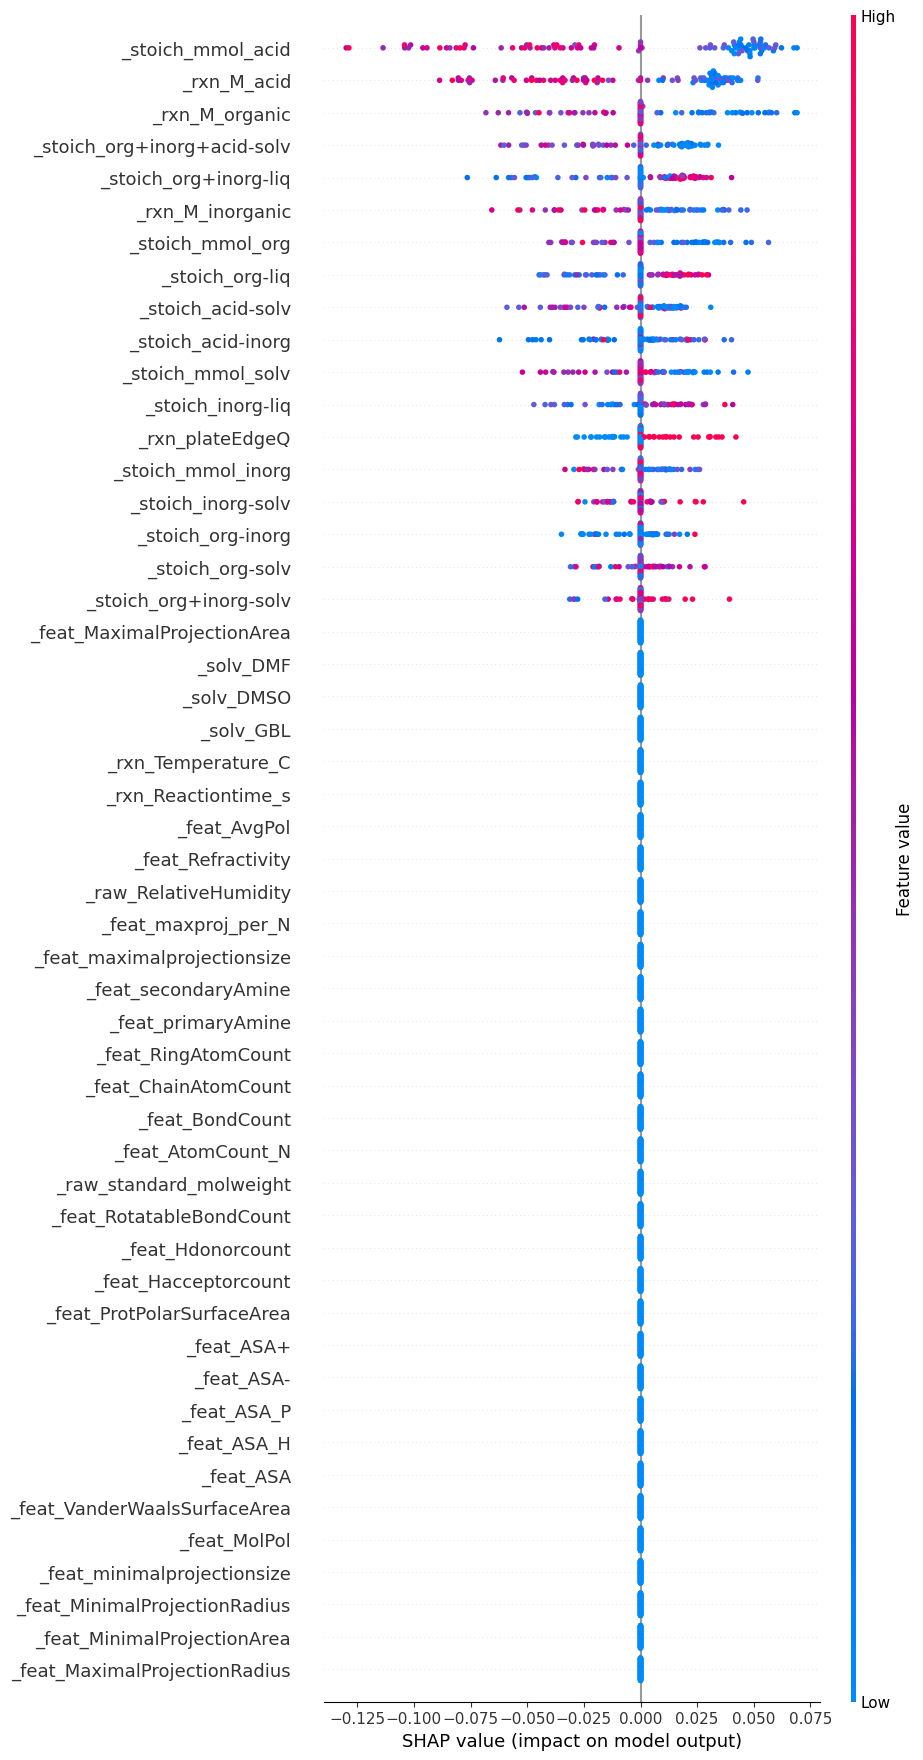 High
_stoich_mmol_acid
_rxn_M_acid
_rxn_M_organic
_stoich_org+inorg+acid-solv
_stoich_org+inorg-liq
_rxn_M_inorganic
_stoich_mmol_org
_stoich_org-liq
_stoich_acid-solv
_stoich_acid-inorg
_stoich_mmol_solv
_stoich_inorg-liq
_rxn_plateEdgeQ
_stoich_mmol_inorg
_stoich_inorg-solv
_stoich_org-inorg
_stoich_org-solv
_stoich_org+inorg-solv
_feat_MaximalProjectionArea
_solv_DMF
_solv_DMSO
_solv_GBL
_rxn_Temperature_C
_rxn_Reactiontime_s
_feat_AvgPol
_feat_Refractivity
_raw_RelativeHumidity
_feat_maxproj_per_N
_feat_maximalprojectionsize
_feat_secondaryAmine
_feat_primaryAmine
_feat_RingAtomCount
_feat_ChainAtomCount
_feat_BondCount
_feat_AtomCount_N
_raw_standard_molweight
_feat_RotatableBondCount
_feat_Hdonorcount
_feat_Hacceptorcount
_feat_ProtPolarSurfaceArea
_feat_ASA+
_feat_ASA-
_feat_ASA_P
_feat_ASA_H
_feat_ASA
_feat_VanderWaalsSurfaceArea
_feat_MolPol
_feat_minimalprojectionsize
_feat_MinimalProjectionRadius
_feat_MinimalProjectionArea
_feat_MaximalProjectionRadius
Feature value
Low
−0.125 −0.100 −0.075 −0.050 −0.025 0.000 0.025 0.050 0.075
SHAP value (impact on model output)